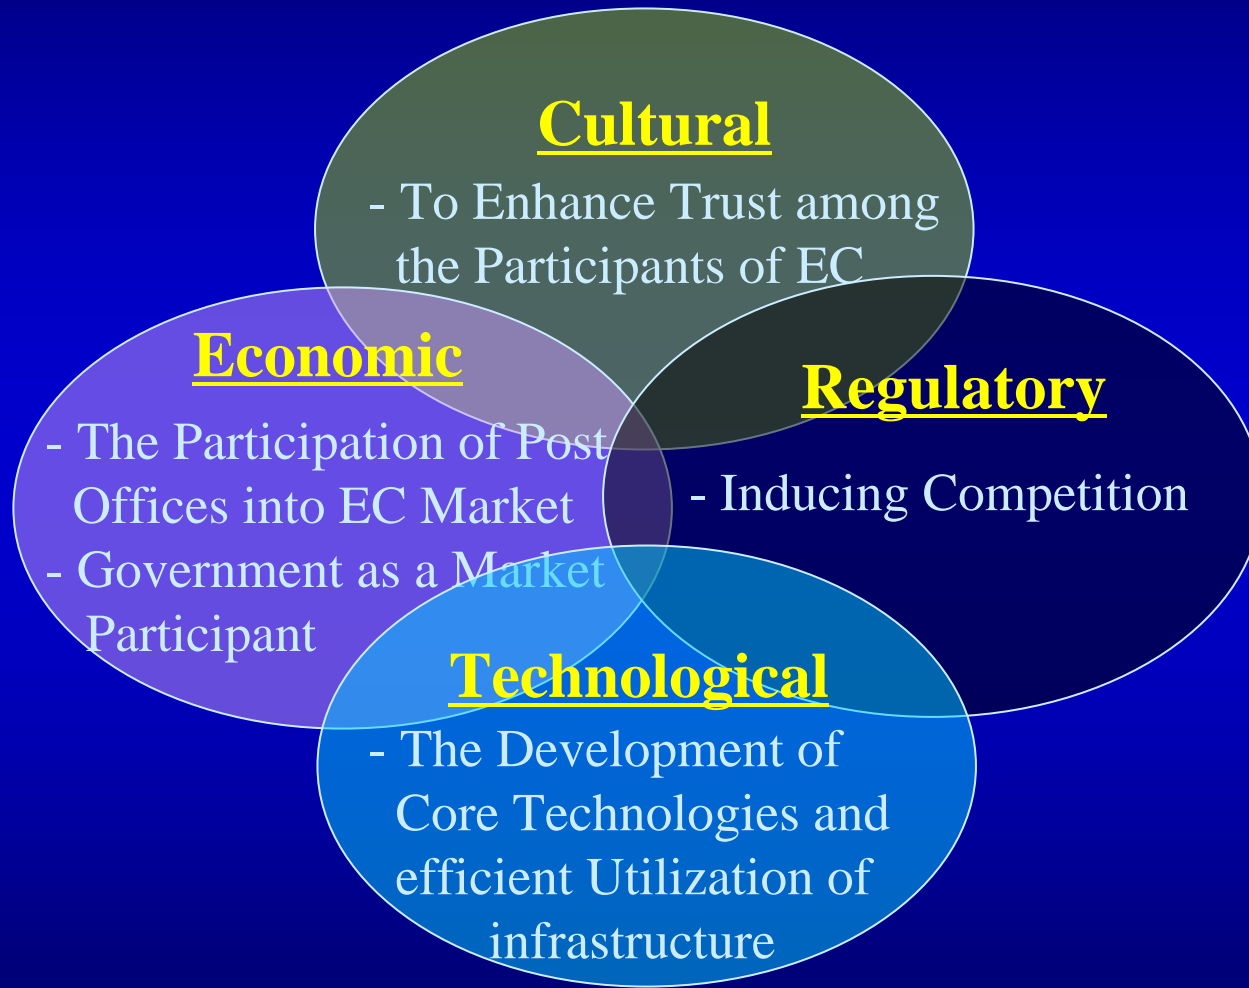 Cultural
- To Enhance Trust among
the Participants of EC
Economic
- The Participation of Post
Offices into EC Market
- Government as a Market
Participant
Regulatory
- Inducing Competition
Technological
- The Development of
Core Technologies and
efficient Utilization of
infrastructure